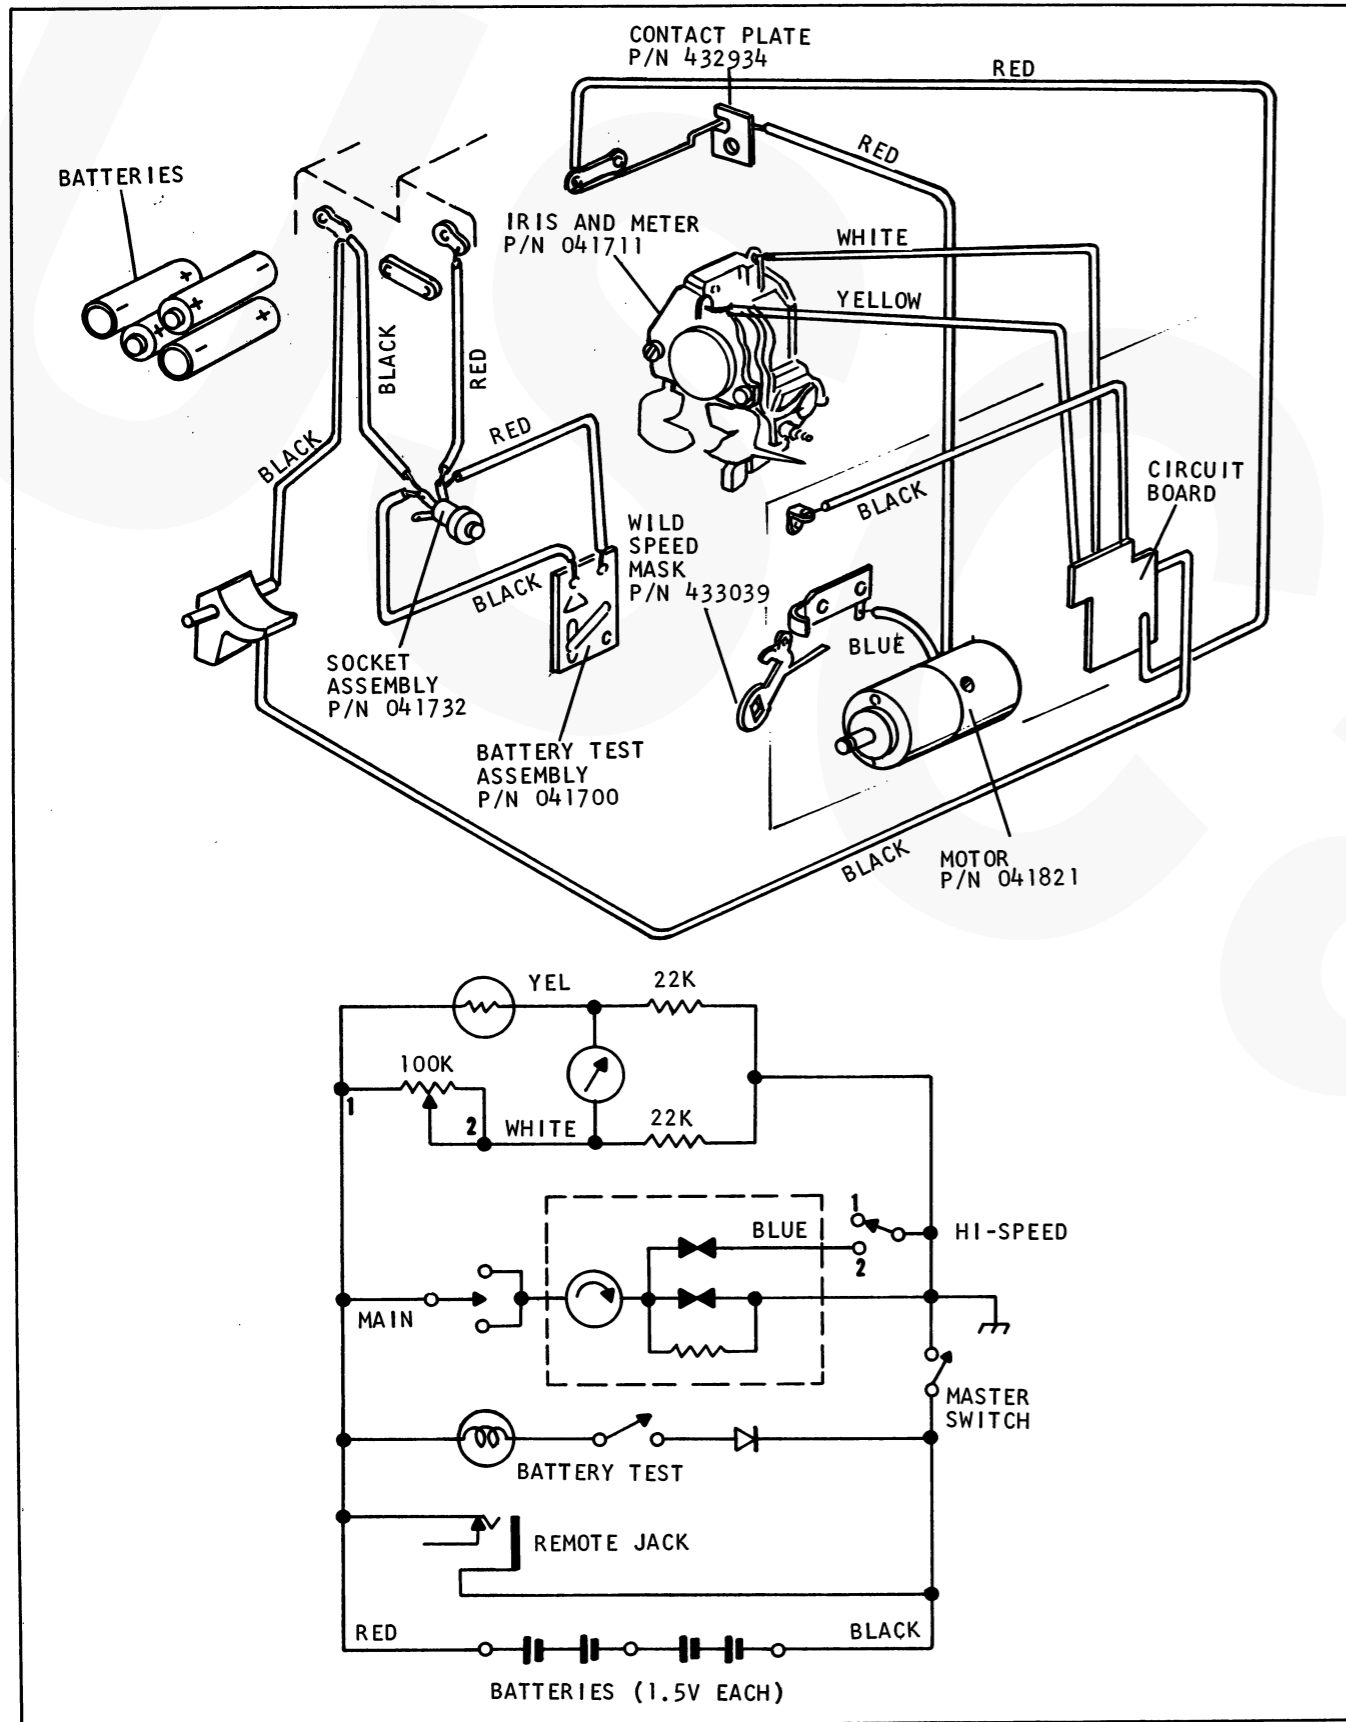 CONTACT PLATE
P/N 432934
RED
RED
BATTERIES
IRIS AND METER
P/N 041711
WHITE
YELLOW
BLACK
RED
RED
BLACK
BLACK
CIRCUIT
BOARD
WILD
SPEED
MASK
P/N 433039
BLACK
BLUE
SOCKET
ASSEMBLY
P/N 041732
BATTERY TEST
ASSEMBLY
P/N 041700
BLACK
MOTOR
P/N 041821
YEL
22K
100K
1
2
WHITE
22K
1
BLUE
HI-SPEED
2
MAIN
MASTER
SWITCH
BATTERY TEST
REMOTE JACK
RED
BLACK
BATTERIES (1.5V EACH)